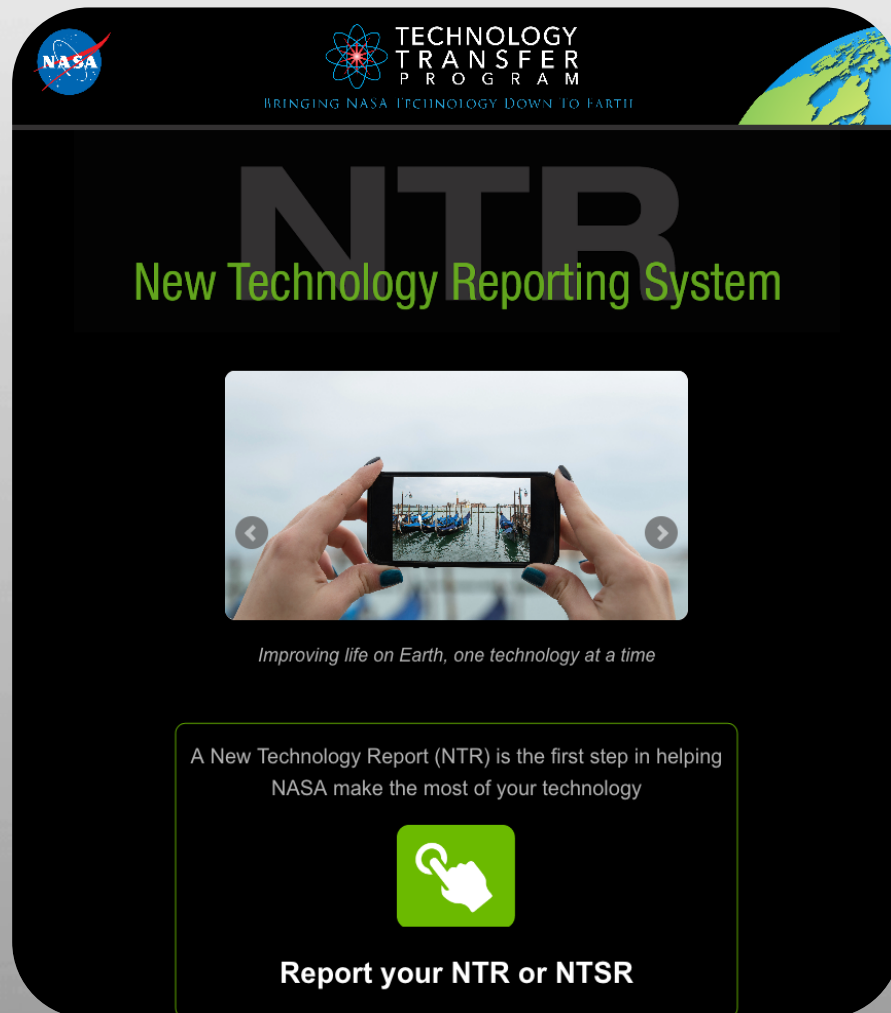 NASA
TECHNOLOGY
TRANSFER
PROGRAM
BRINGING NASA TECHNOLOGY DOWN TO EARTH
NTR
New Technology Reporting System
Improving life on Earth, one technology at a time
A New Technology Report (NTR) is the first step in helping
NASA make the most of your technology
Report your NTR or NTSR